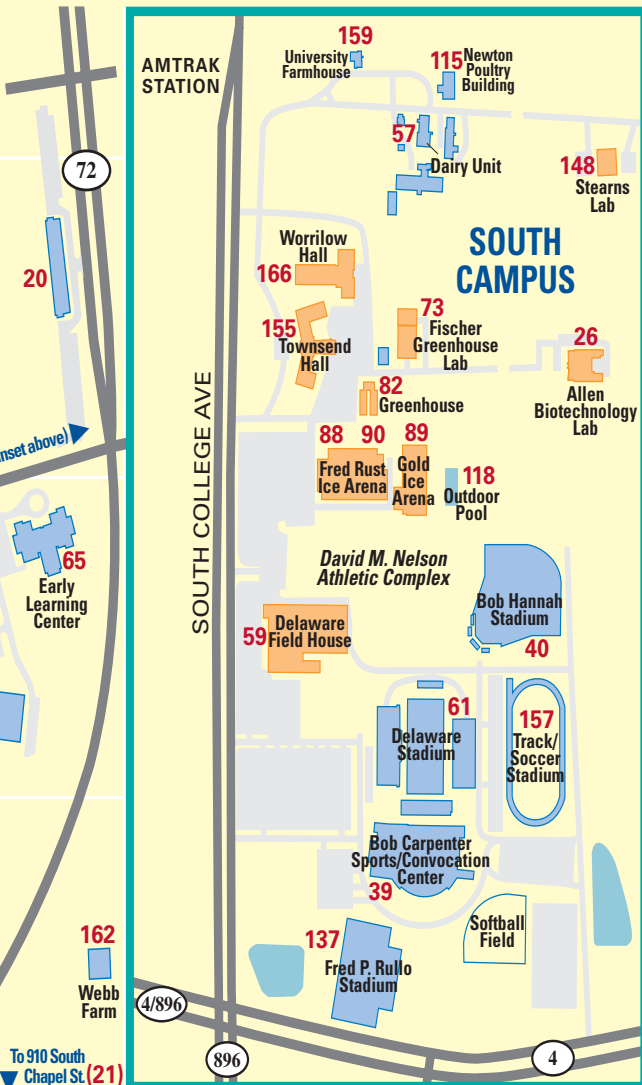 AMTRAK
STATION
159
University
Farmhouse
115
Newton
Poultry
Building
57
Dairy Unit
148
Stearns
Lab
72
20
Worrilow
Hall
166
SOUTH
CAMPUS
155
Townsend
Hall
73
Fischer
Greenhouse
Lab
26
Allen
Biotechnology
Lab
82
Greenhouse
SOUTH COLLEGE AVE
88
90
Fred Rust
Ice Arena
89
Gold
Ice
Arena
118
Outdoor
Pool
above)
65
Early
Learning
Center
David M. Nelson
Athletic Complex
Bob Hannah
Stadium
40
59
Delaware
Field House
61
Delaware
Stadium
157
Track/
Soccer
Stadium
Bob Carpenter
Sports/Convocation
Center
39
Softball
Field
137
Fred P. Rullo
Stadium
162
Webb
Farm
4/896
896
4
To 910 South
Chapel St. (21)